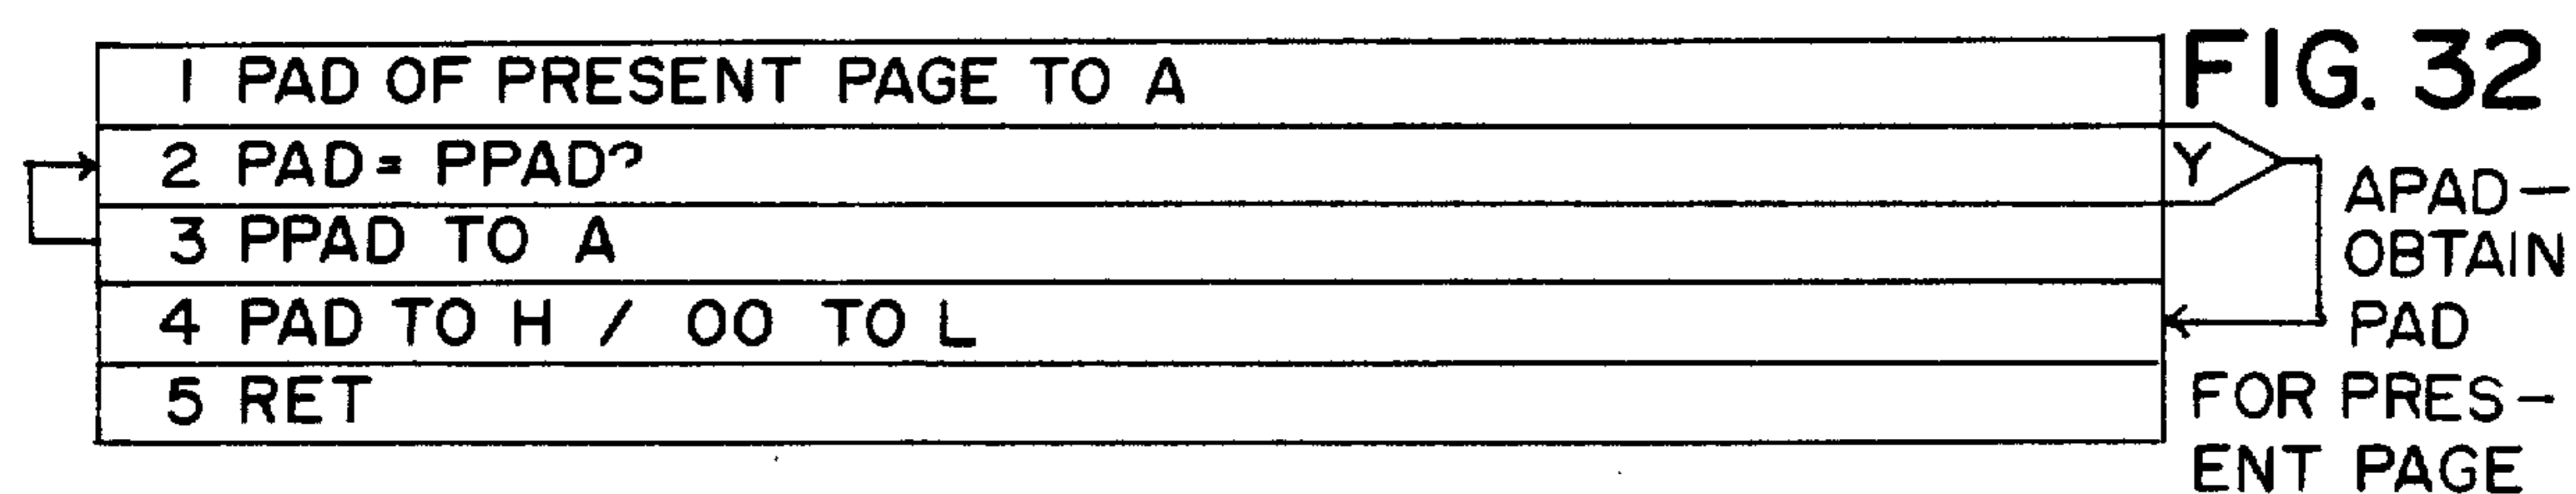 1 PAD OF PRESENT PAGE TO A
2 PAD= PPAD?
Y
3 PPAD TO A
4 PAD TO H / 00 TO L
5 RET
FIG. 32
APAD—
OBTAIN
PAD
FOR PRES-
ENT PAGE